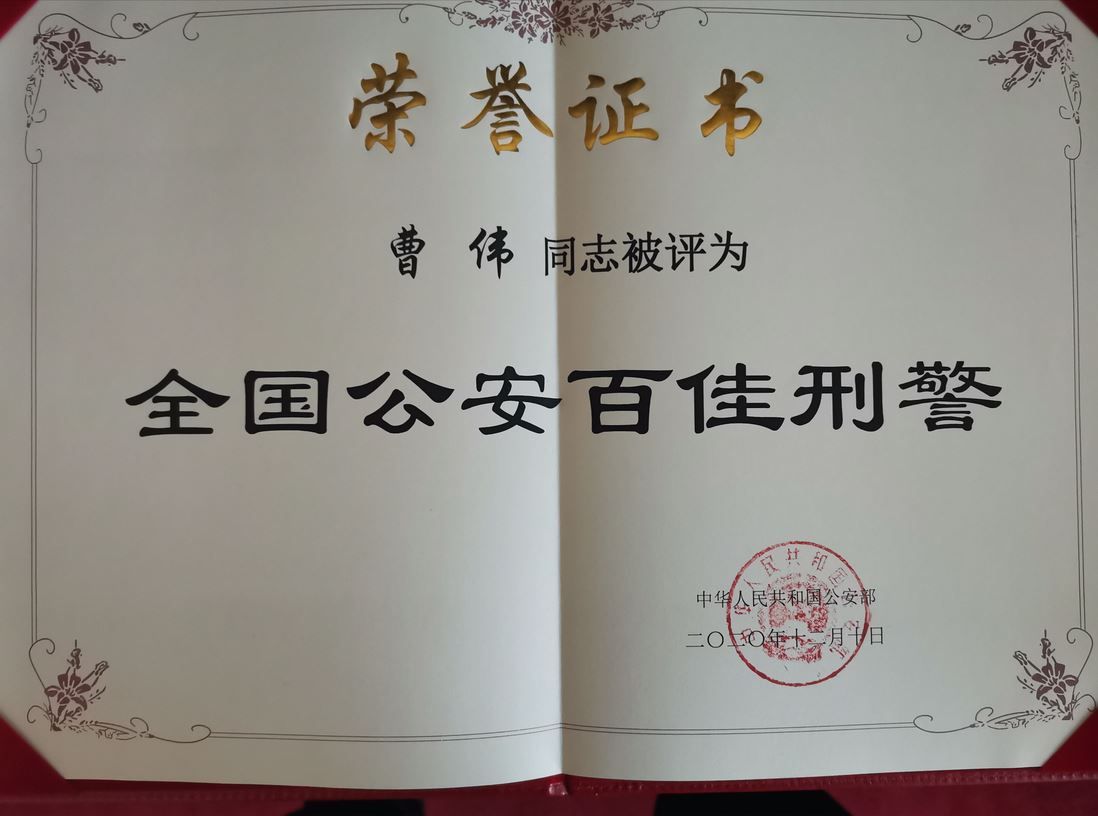 荣誉证书
曹伟同志被评为
全国公安百佳刑警
中华人民共和国公安部
二〇二〇年十二月十日